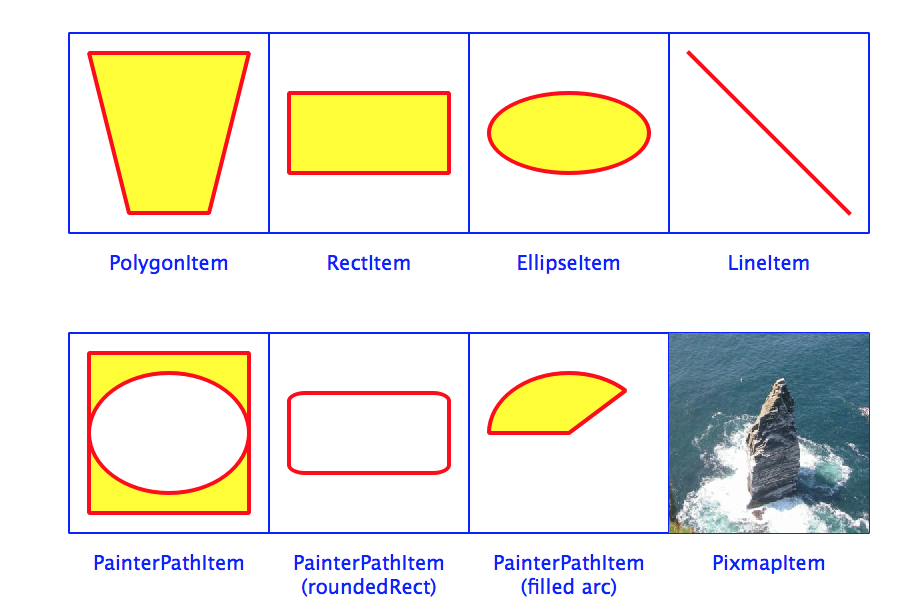 PolygonItem
RectItem
EllipseItem
LineItem
PainterPathItem
PainterPathItem
(roundedRect)
PainterPathItem
(filled arc)
PixmapItem